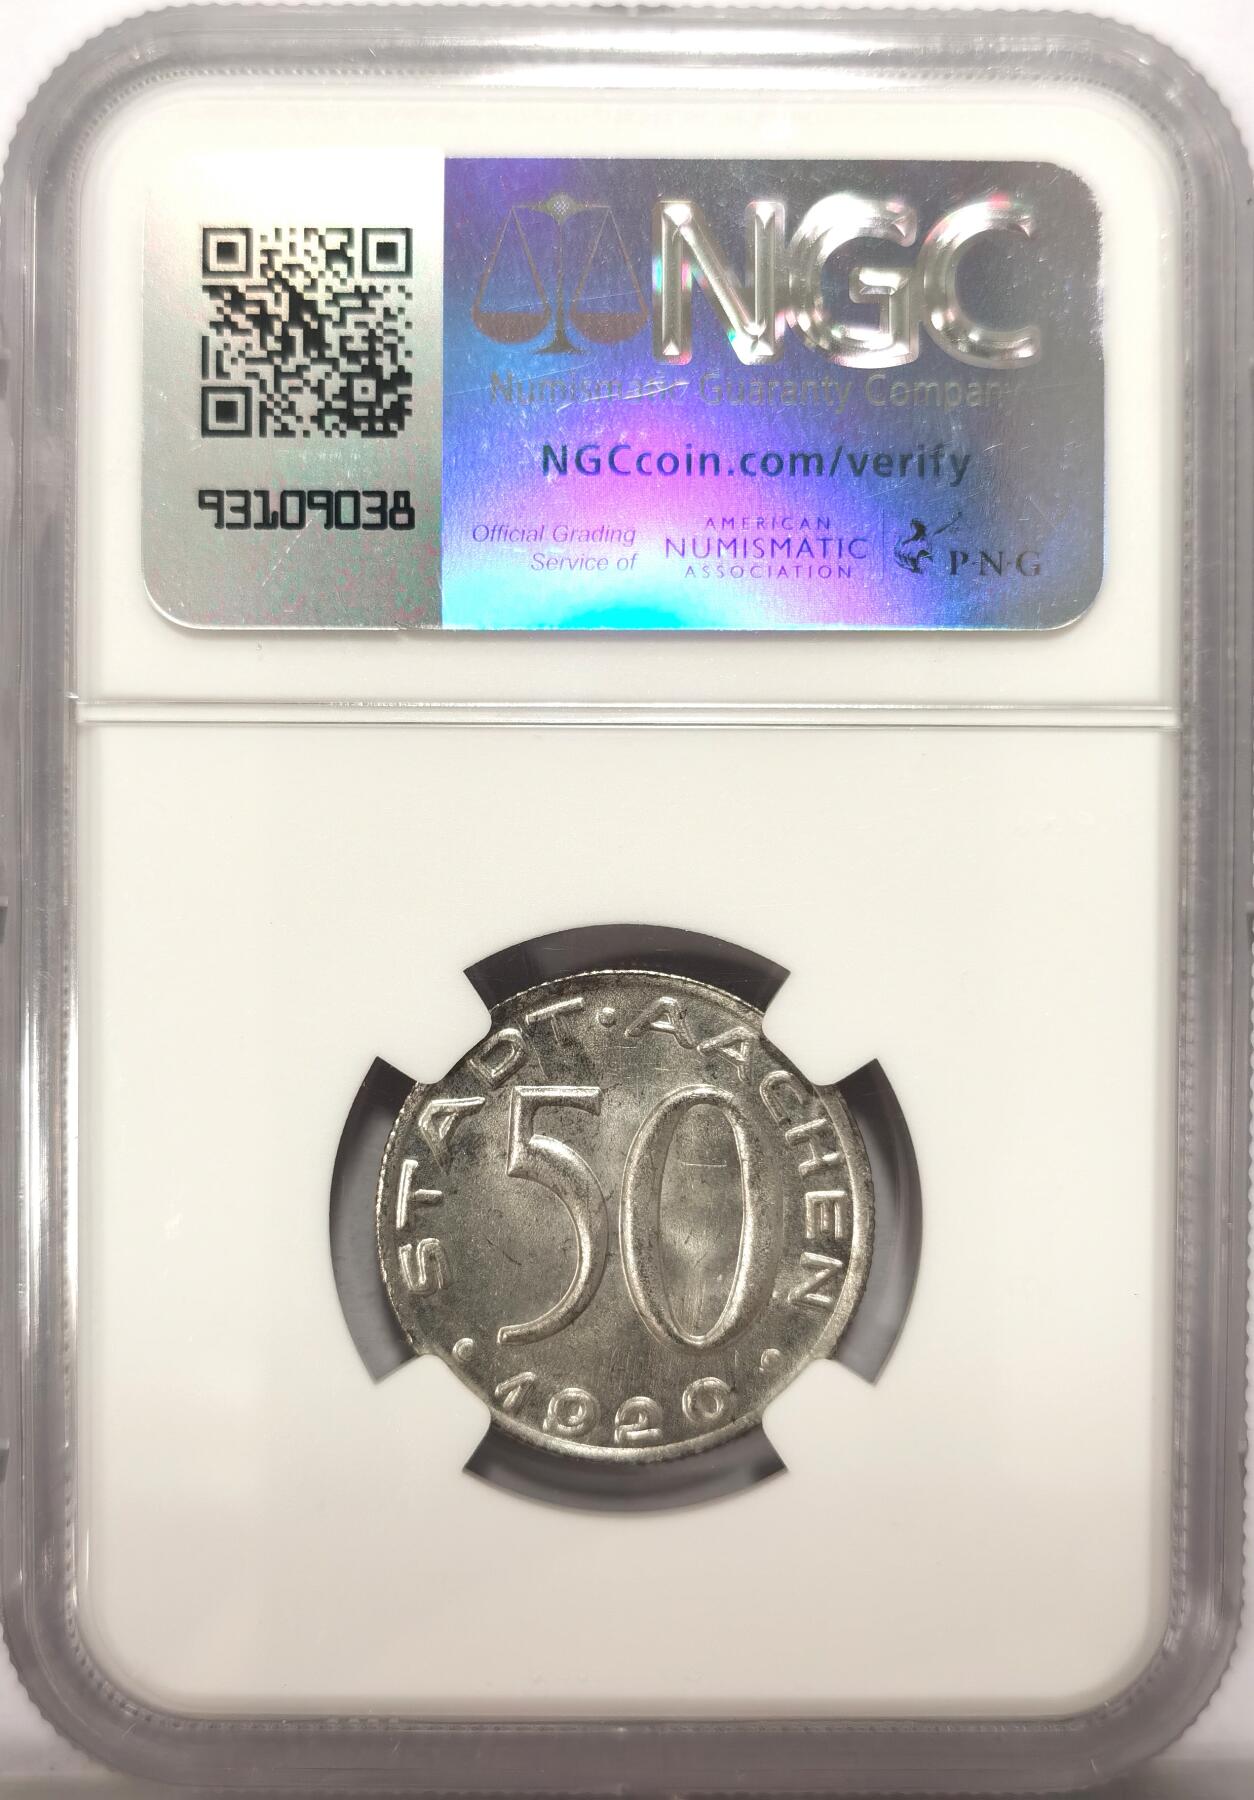 NGC
Numismatic Guaranty Company
NGCcoin.com/verify
93109038
Official Grading
Service of
AMERICAN
NUMISMATIC
ASSOCIATION
P·N·G
STADT · AACHEN
50
· 1920 ·